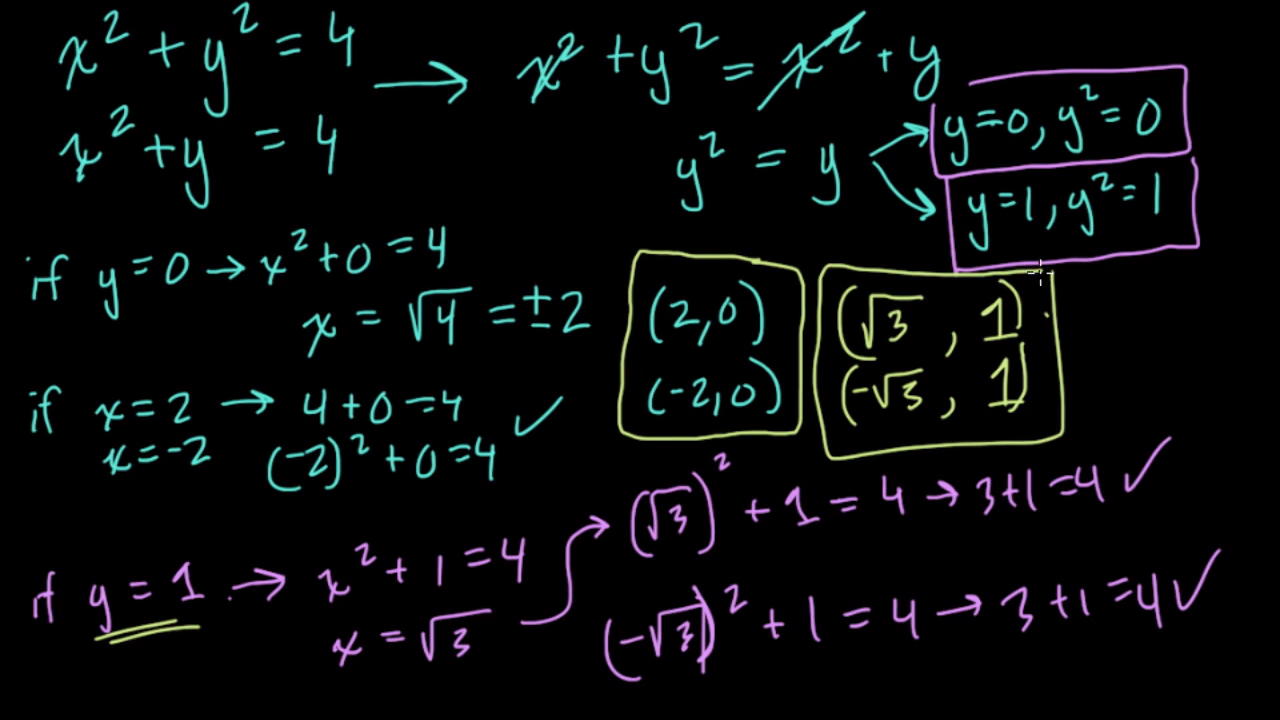 x² + y² = 4 → x² + y² = x² + y
x² + y = 4
y² = y
y=0, y² = 0
y=1, y² = 1
if y=0 → x² + 0 = 4
x = √4 = ±2
(2,0)
(-2,0)
(√3, 1)
(-√3, 1)
if x=2 → 4+0=4 ✓
x=-2 (-2)² + 0 = 4
if y=1 → x² + 1 = 4
x = √3
(√3)² + 1 = 4 → 3+1=4 ✓
(-√3)² + 1 = 4 → 3+1=4 ✓